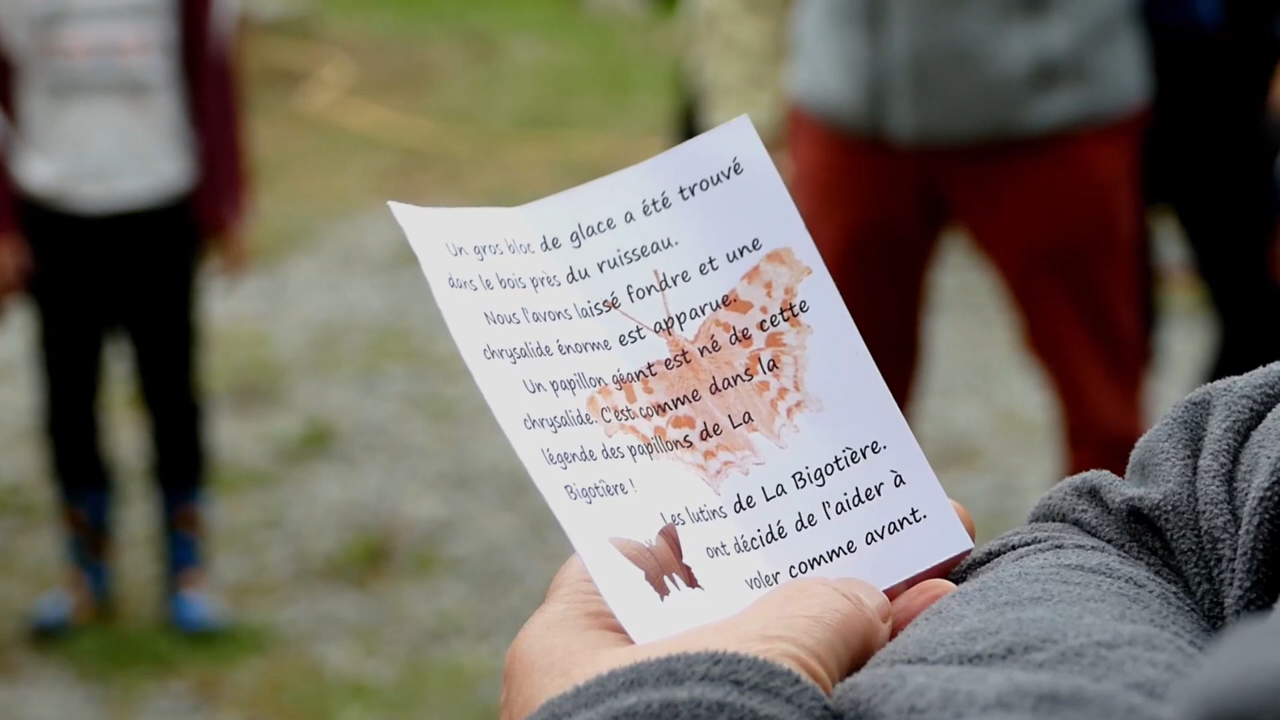 Un gros bloc de glace a été trouvé
dans le bois près du ruisseau.
Nous l'avons laissé fondre et une
chrysalide énorme est apparue.
Un papillon géant est né de cette
chrysalide. C'est comme dans la
légende des papillons de La
Bigotière !
Les lutins de La Bigotière.
ont décidé de l'aider à
voler comme avant.